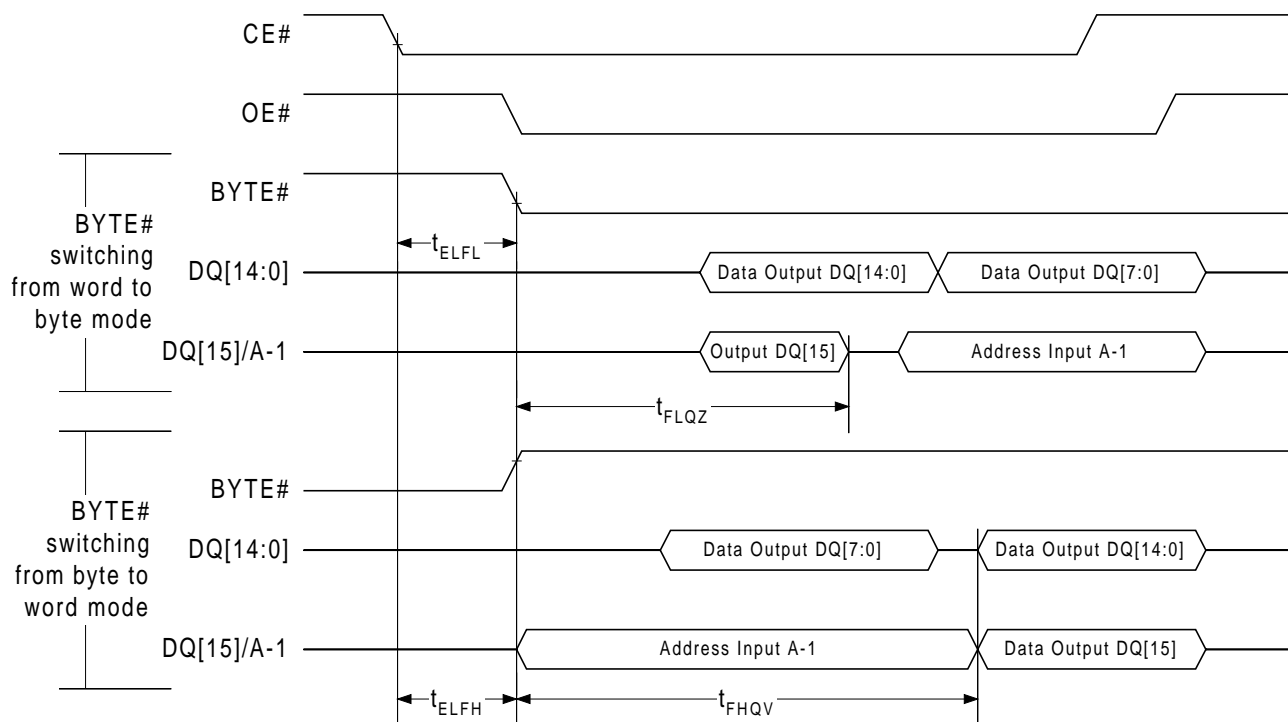 CE#
OE#
BYTE#
switching
from word to
byte mode
BYTE#
tELFL
DQ[14:0]
Data Output DQ[14:0]
Data Output DQ[7:0]
DQ[15]/A-1
Output DQ[15]
Address Input A-1
tFLQZ
BYTE#
switching
from byte to
word mode
BYTE#
DQ[14:0]
Data Output DQ[7:0]
Data Output DQ[14:0]
DQ[15]/A-1
Address Input A-1
Data Output DQ[15]
tELFH
tFHQV